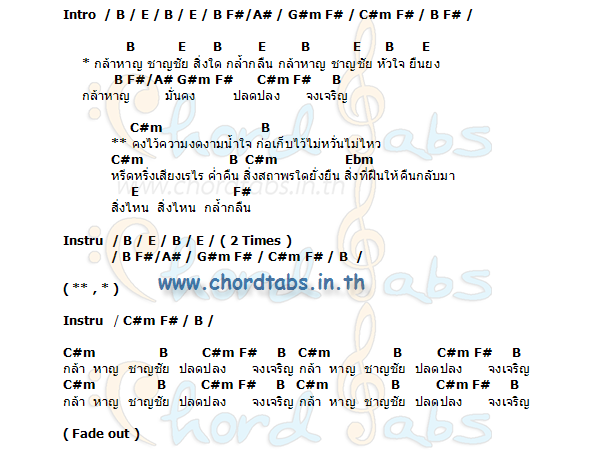 Intro / B / E / B / E / B F#/A# / G#m F# / C#m F# / B F# /
B E B E B E B E
* กล้าหาญ ชาญชัย สิ่งใด กล้ำกลืน กล้าหาญ ชาญชัย หัวใจ ยืนยง
B F#/A# G#m F# C#m F# B
กล้าหาญ มั่นคง ปลดปลง จงเจริญ
C#m B
** คงไว้ความงดงามน้ำใจ ก่อเก็บไว้ไม่หวั่นไม่ไหว
C#m B C#m Ebm
หรีดหริ่งเสียงเรไร ค่ำคืน สิ่งสถาพรใดยั่งยืน สิ่งที่ฝืนให้คืนกลับมา
E F#
สิ่งไหน สิ่งไหน กล้ำกลืน
Instru / B / E / B / E / ( 2 Times )
/ B F#/A# / G#m F# / C#m F# / B /
www.chordtabs.in.th
( ** , * )
Instru / C#m F# / B /
C#m B C#m F# B C#m B C#m F# B
กล้า หาญ ชาญชัย ปลดปลง จงเจริญ กล้า หาญ ชาญชัย ปลดปลง จงเจริญ
C#m B C#m F# B C#m B C#m F# B
กล้า หาญ ชาญชัย ปลดปลง จงเจริญ กล้า หาญ ชาญชัย ปลดปลง จงเจริญ
( Fade out )